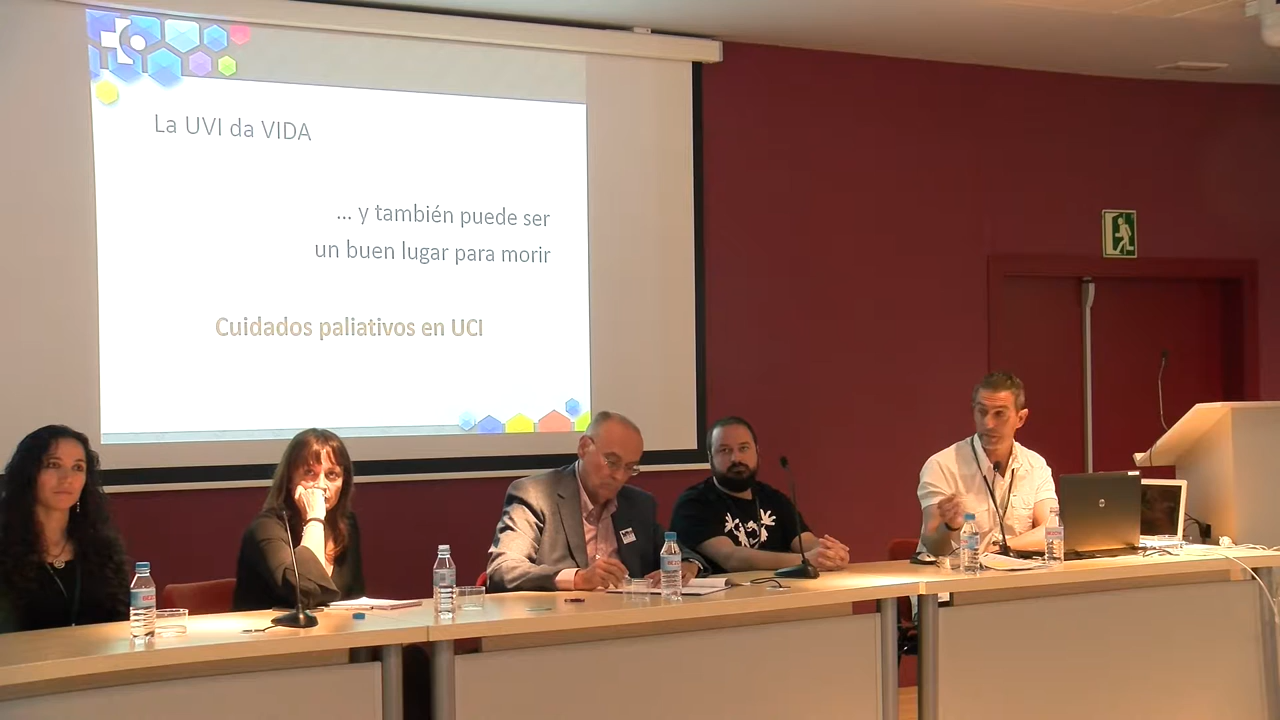 La UVI da VIDA
... y también puede ser
un buen lugar para morir
Cuidados paliativos en UCI